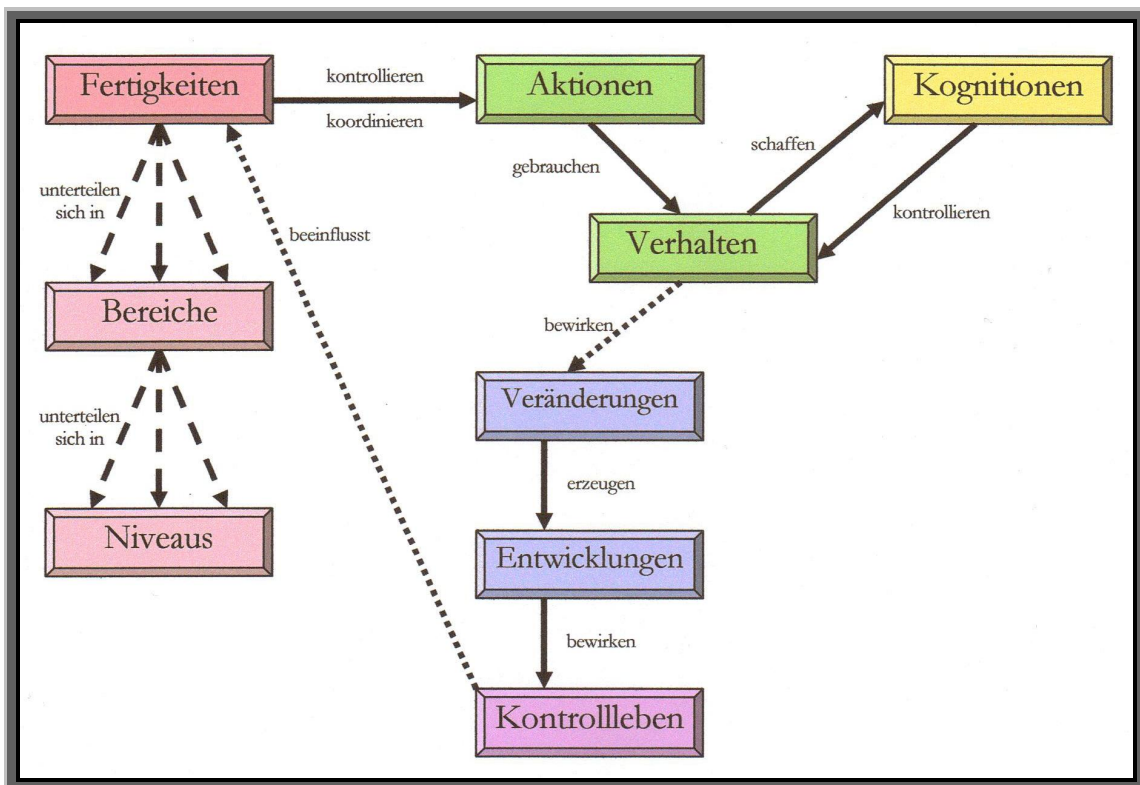 Fertigkeiten
kontrollieren
koordinieren
Aktionen
Kognitionen
gebrauchen
schaffen
kontrollieren
Verhalten
unterteilen
sich in
beeinflusst
Bereiche
bewirken
Veränderungen
unterteilen
sich in
erzeugen
Niveaus
Entwicklungen
bewirken
Kontrollleben